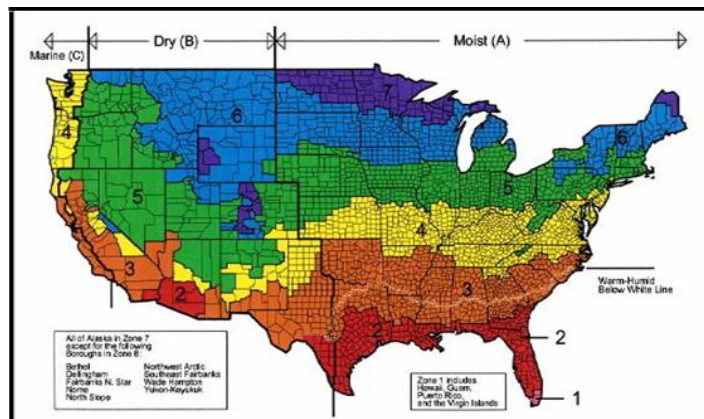 Marine (C)
Dry (B)
Moist (A)
7
6
6
4
5
5
4
3
3
2
2
2
1
Warm-Humid
Below White Line
All of Alaska in Zone 7
except for the following
Boroughs in Zone 8:
Bethel
Dellingham
Fairbanks N. Star
Nome
North Slope
Northwest Arctic
Southeast Fairbanks
Wade Hampton
Yukon-Koyukuk
Zone 1 includes
Hawaii, Guam,
Puerto Rico,
and the Virgin Islands